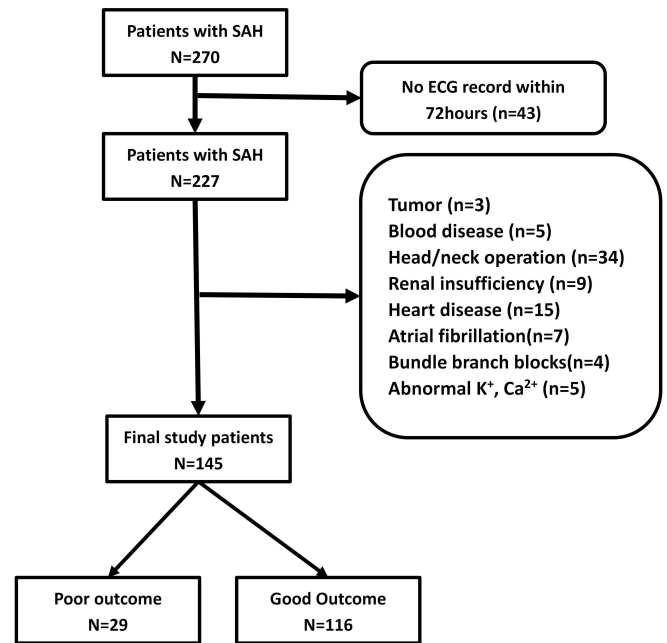 Patients with SAH
N=270
No ECG record within
72hours (n=43)
Patients with SAH
N=227
Tumor (n=3)
Blood disease (n=5)
Head/neck operation (n=34)
Renal insufficiency (n=9)
Heart disease (n=15)
Atrial fibrillation(n=7)
Bundle branch blocks(n=4)
Abnormal K⁺, Ca²⁺ (n=5)
Final study patients
N=145
Poor outcome
N=29
Good Outcome
N=116